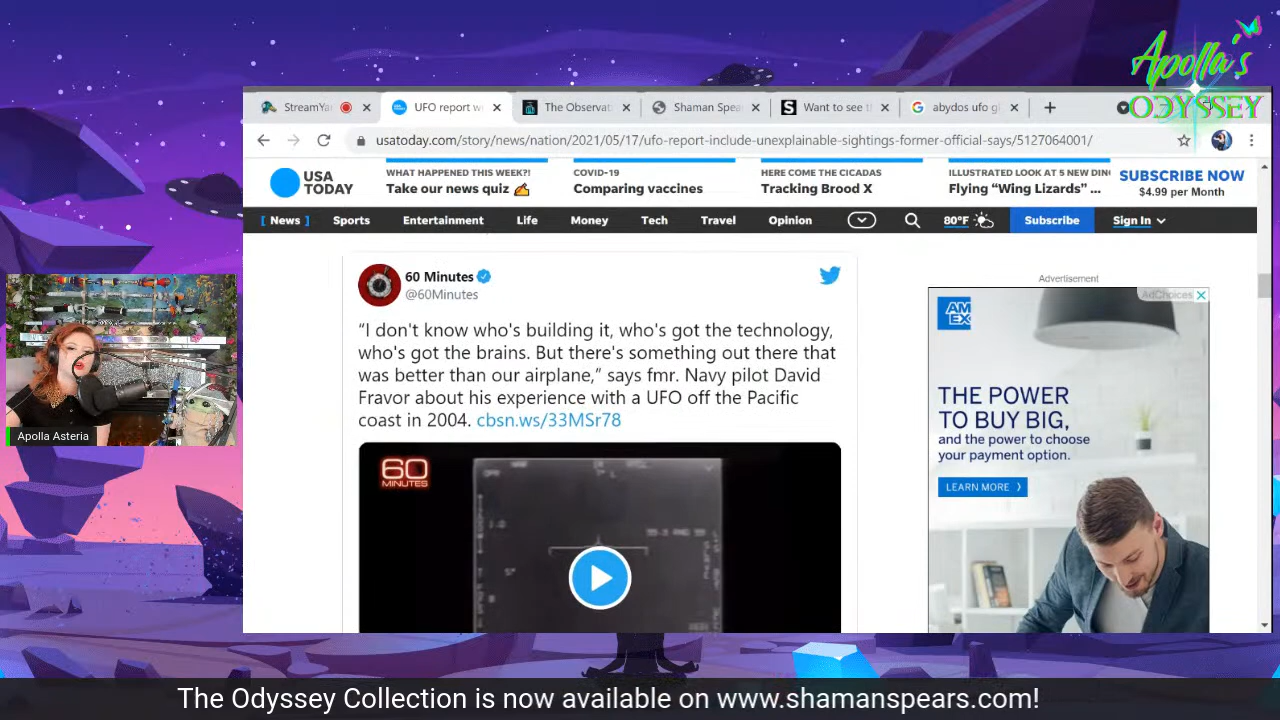 Apolla's
ODYSSEY
StreamYa
UFO report w
The Observat
Shaman Spea
Want to see t
abydos ufo gl
usatoday.com/story/news/nation/2021/05/17/ufo-report-include-unexplainable-sightings-former-official-says/5127064001/
USA
TODAY
WHAT HAPPENED THIS WEEK?!
Take our news quiz ✍️
COVID-19
Comparing vaccines
HERE COME THE CICADAS
Tracking Brood X
ILLUSTRATED LOOK AT 5 NEW DIN
Flying “Wing Lizards” ...
SUBSCRIBE NOW
$4.99 per Month
[ News ]
Sports
Entertainment
Life
Money
Tech
Travel
Opinion
80°F
Subscribe
Sign In
60 Minutes
@60Minutes
“I don't know who's building it, who's got the technology,
who's got the brains. But there's something out there that
was better than our airplane,” says fmr. Navy pilot David
Fravor about his experience with a UFO off the Pacific
coast in 2004. cbsn.ws/33MSr78
60
MINUTES
Advertisement
AdChoices
AM
EX
THE POWER
TO BUY BIG,
and the power to choose
your payment option.
LEARN MORE
Apolla Asteria
The Odyssey Collection is now available on www.shamanspears.com!